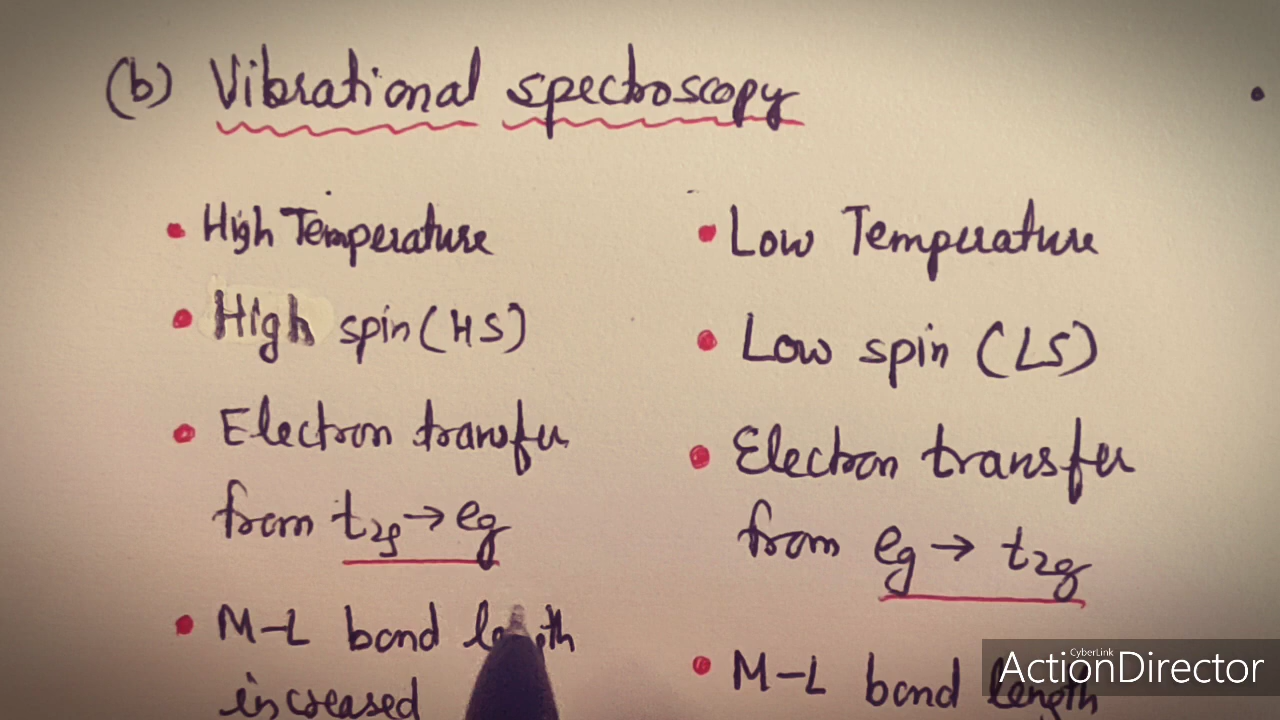 (b) Vibrational spectroscopy
• High Temperature
• High spin (HS)
• Electron transfer
from t2g → eg
• M-L bond length
increased
• Low Temperature
• Low spin (LS)
• Electron transfer
from eg → t2g
• M-L bond length
CyberLink
ActionDirector